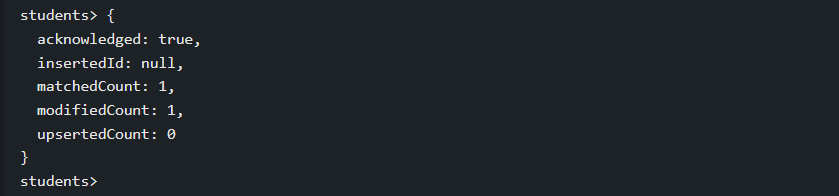 students> {
  acknowledged: true,
  insertedId: null,
  matchedCount: 1,
  modifiedCount: 1,
  upsertedCount: 0
}
students>